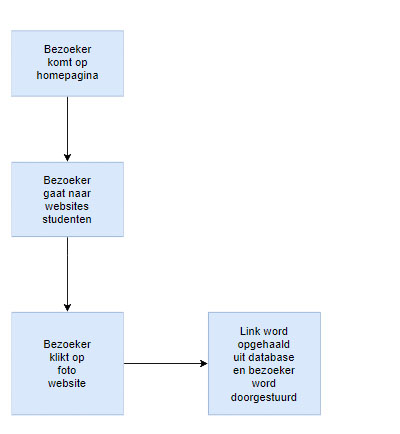 Bezoeker
komt op
homepagina
Bezoeker
gaat naar
websites
studenten
Bezoeker
klikt op
foto
website
Link word
opgehaald
uit database
en bezoeker
word
doorgestuurd